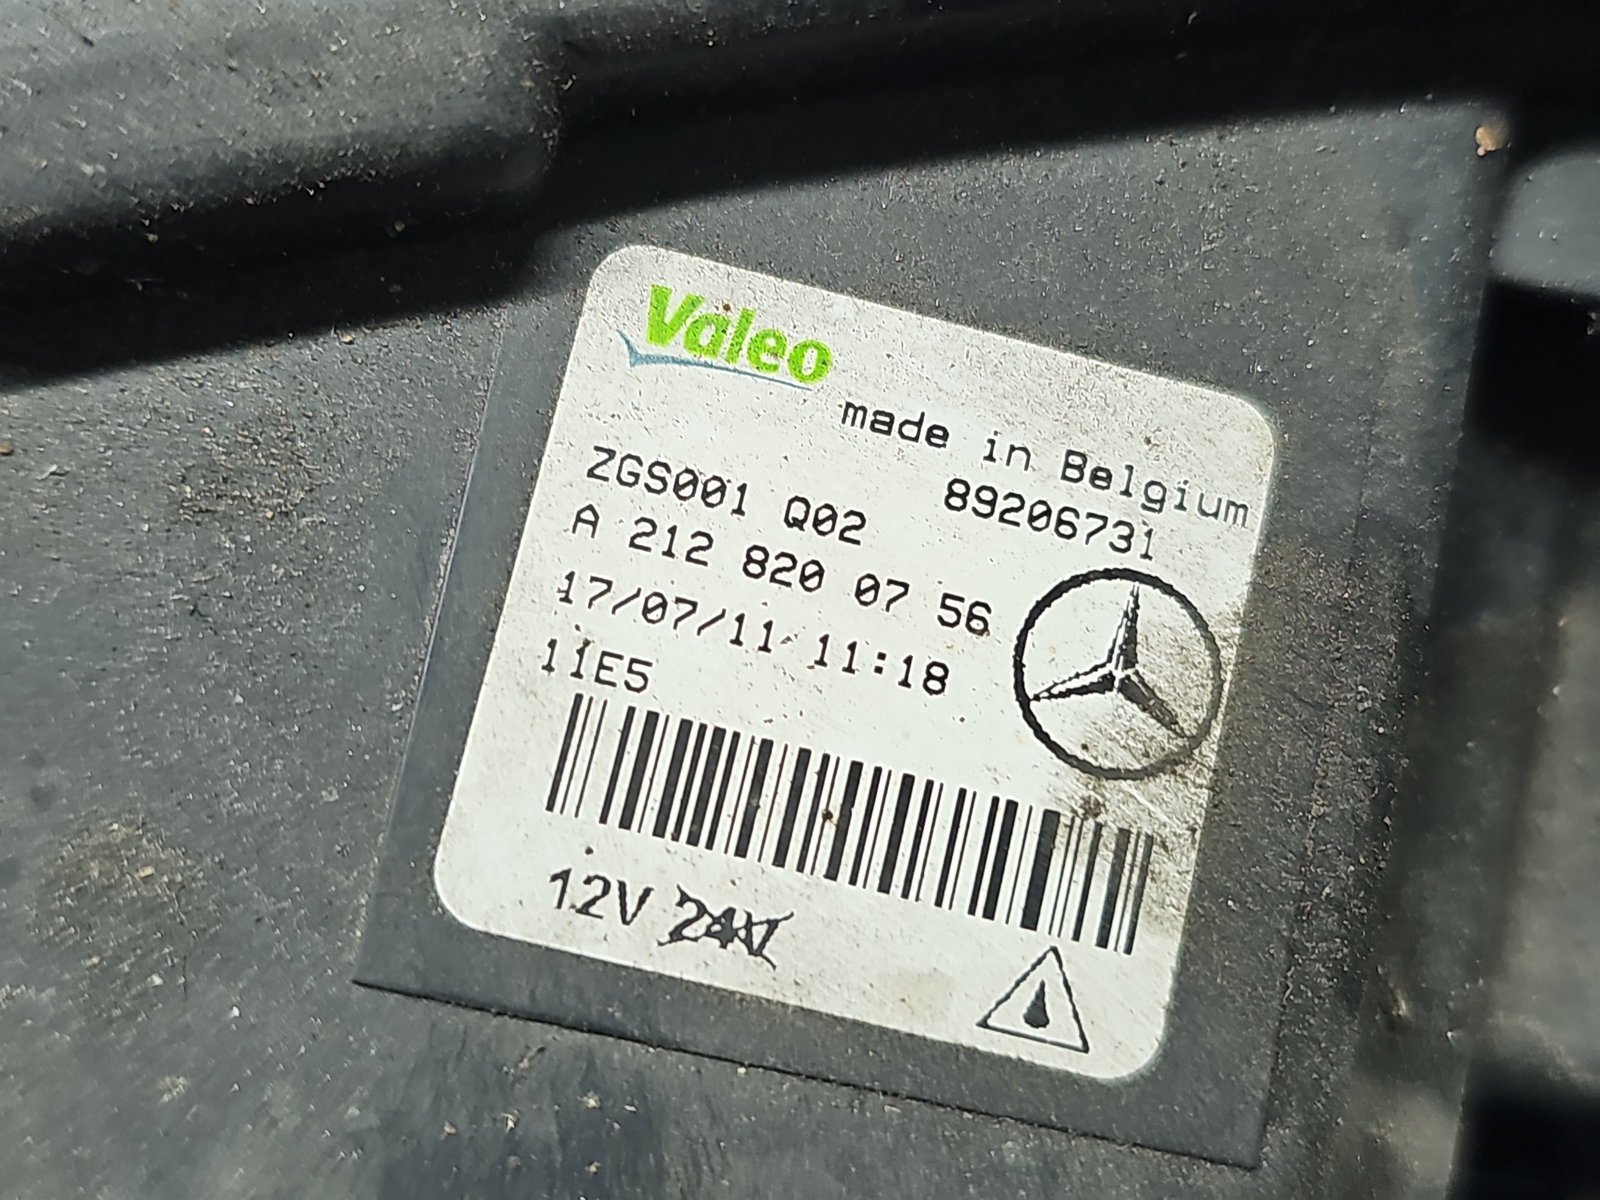 Valeo
made in Belgium
89206731
ZGS001 Q02
A 212 820 07 56
17/07/11 11:18
11E5
12V 24V